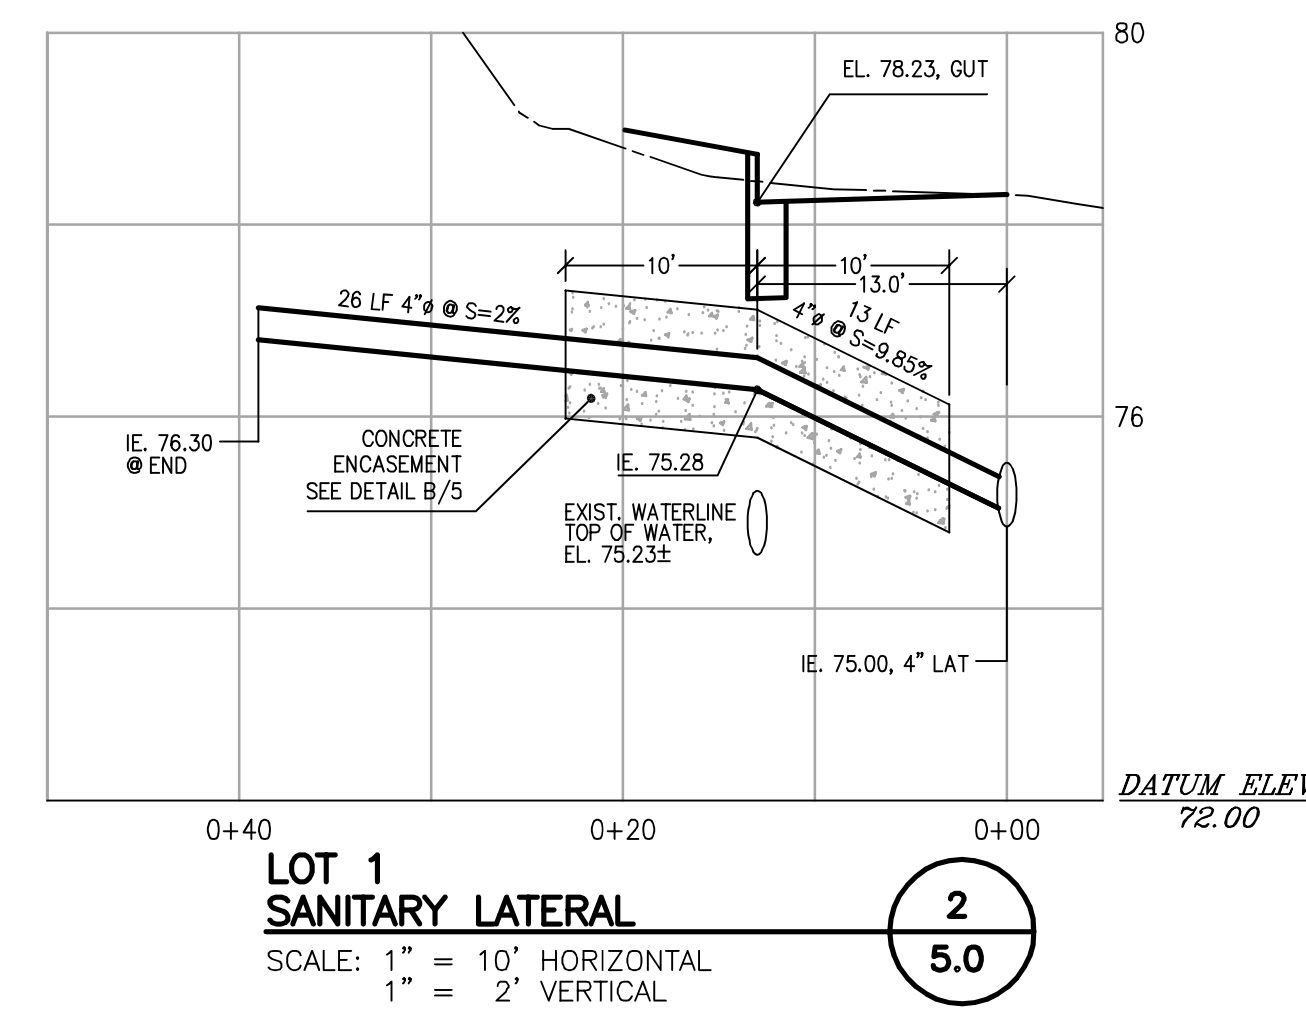 80
EL. 78.23, GUT
10'
10'
13.0'
26 LF 4"ø @ S=2%
13 LF
4"ø @ S=9.85%
76
IE. 76.30
@ END
CONCRETE
ENCASEMENT
SEE DETAIL B/5
IE. 75.28
EXIST. WATERLINE
TOP OF WATER,
EL. 75.23±
IE. 75.00, 4" LAT
DATUM ELEV
72.00
0+40
0+20
0+00
LOT 1
SANITARY LATERAL
2
5.0
SCALE: 1" = 10' HORIZONTAL
1" = 2' VERTICAL